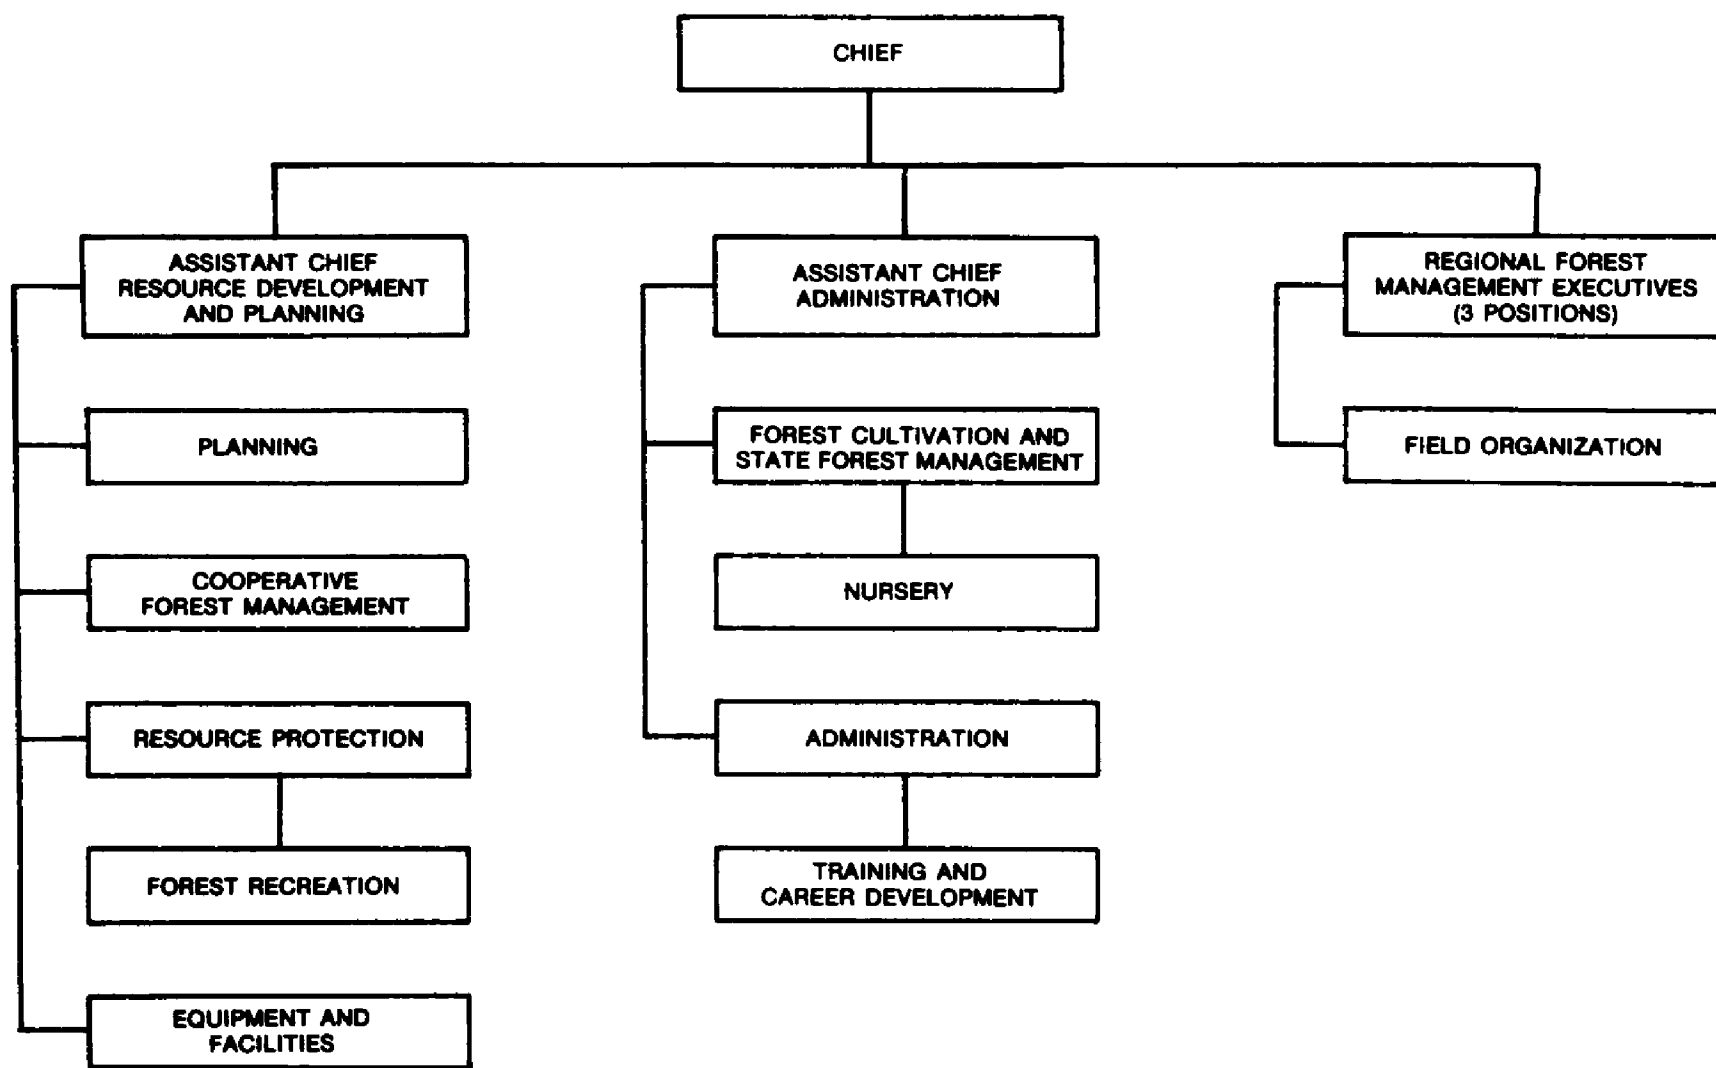 CHIEF
ASSISTANT CHIEF
RESOURCE DEVELOPMENT
AND PLANNING
PLANNING
COOPERATIVE
FOREST MANAGEMENT
RESOURCE PROTECTION
FOREST RECREATION
EQUIPMENT AND
FACILITIES
ASSISTANT CHIEF
ADMINISTRATION
FOREST CULTIVATION AND
STATE FOREST MANAGEMENT
NURSERY
ADMINISTRATION
TRAINING AND
CAREER DEVELOPMENT
REGIONAL FOREST
MANAGEMENT EXECUTIVES
(3 POSITIONS)
FIELD ORGANIZATION